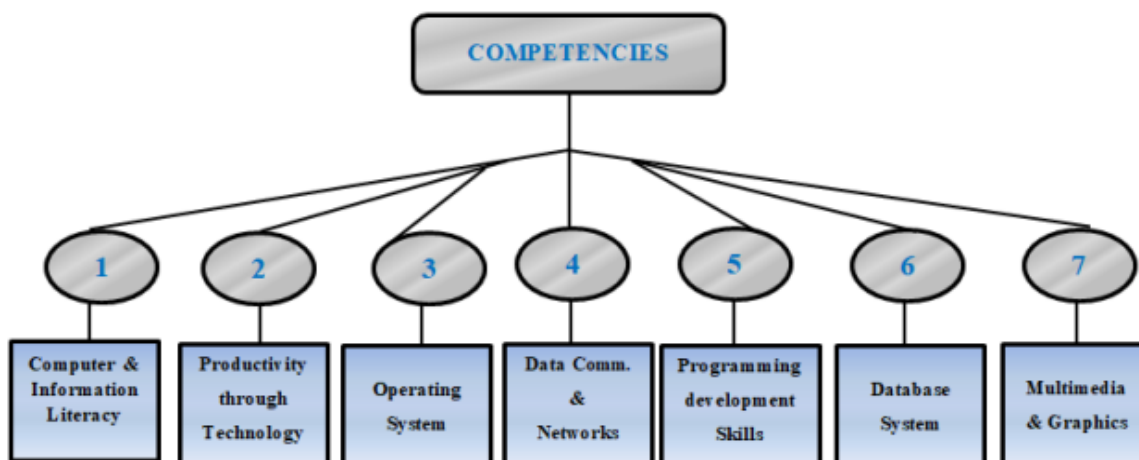 COMPETENCIES
1
2
3
4
5
6
7
Computer &
Information
Literacy
Productivity
through
Technology
Operating
System
Data Comm.
&
Networks
Programming
development
Skills
Database
System
Multimedia
& Graphics